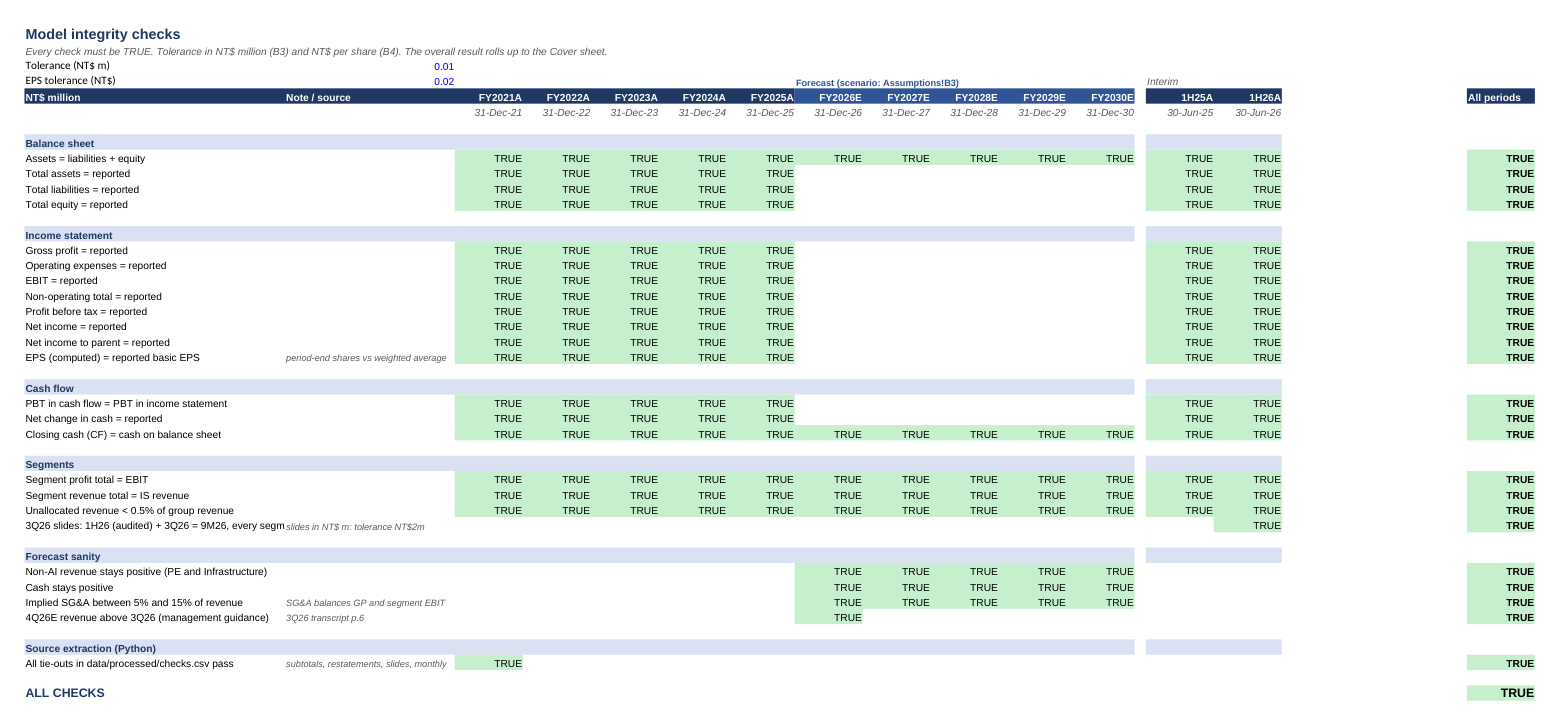 Model integrity checks
Every check must be TRUE. Tolerance in NT$ million (B3) and NT$ per share (B4). The overall result rolls up to the Cover sheet.
Tolerance (NT$ m) 0.01
EPS tolerance (NT$) 0.02 Forecast (scenario: Assumptions!B3) Interim
NT$ million Note / source FY2021A FY2022A FY2023A FY2024A FY2025A FY2026E FY2027E FY2028E FY2029E FY2030E 1H25A 1H26A All periods
31-Dec-21 31-Dec-22 31-Dec-23 31-Dec-24 31-Dec-25 31-Dec-26 31-Dec-27 31-Dec-28 31-Dec-29 31-Dec-30 30-Jun-25 30-Jun-26
Balance sheet
Assets = liabilities + equity TRUE TRUE TRUE TRUE TRUE TRUE TRUE TRUE TRUE TRUE TRUE TRUE TRUE
Total assets = reported TRUE TRUE TRUE TRUE TRUE TRUE TRUE TRUE
Total liabilities = reported TRUE TRUE TRUE TRUE TRUE TRUE TRUE TRUE
Total equity = reported TRUE TRUE TRUE TRUE TRUE TRUE TRUE TRUE
Income statement
Gross profit = reported TRUE TRUE TRUE TRUE TRUE TRUE TRUE TRUE
Operating expenses = reported TRUE TRUE TRUE TRUE TRUE TRUE TRUE TRUE
EBIT = reported TRUE TRUE TRUE TRUE TRUE TRUE TRUE TRUE
Non-operating total = reported TRUE TRUE TRUE TRUE TRUE TRUE TRUE TRUE
Profit before tax = reported TRUE TRUE TRUE TRUE TRUE TRUE TRUE TRUE
Net income = reported TRUE TRUE TRUE TRUE TRUE TRUE TRUE TRUE
Net income to parent = reported TRUE TRUE TRUE TRUE TRUE TRUE TRUE TRUE
EPS (computed) = reported basic EPS period-end shares vs weighted average TRUE TRUE TRUE TRUE TRUE TRUE TRUE TRUE
Cash flow
PBT in cash flow = PBT in income statement TRUE TRUE TRUE TRUE TRUE TRUE TRUE TRUE
Net change in cash = reported TRUE TRUE TRUE TRUE TRUE TRUE TRUE TRUE
Closing cash (CF) = cash on balance sheet TRUE TRUE TRUE TRUE TRUE TRUE TRUE TRUE TRUE TRUE TRUE TRUE TRUE
Segments
Segment profit total = EBIT TRUE TRUE TRUE TRUE TRUE TRUE TRUE TRUE TRUE TRUE TRUE TRUE TRUE
Segment revenue total = IS revenue TRUE TRUE TRUE TRUE TRUE TRUE TRUE TRUE TRUE TRUE TRUE TRUE TRUE
Unallocated revenue < 0.5% of group revenue TRUE TRUE TRUE TRUE TRUE TRUE TRUE TRUE TRUE TRUE TRUE TRUE TRUE
3Q26 slides: 1H26 (audited) + 3Q26 = 9M26, every segm slides in NT$ m: tolerance NT$2m TRUE TRUE
Forecast sanity
Non-AI revenue stays positive (PE and Infrastructure) TRUE TRUE TRUE TRUE TRUE TRUE
Cash stays positive TRUE TRUE TRUE TRUE TRUE TRUE
Implied SG&A between 5% and 15% of revenue SG&A balances GP and segment EBIT TRUE TRUE TRUE TRUE TRUE TRUE
4Q26E revenue above 3Q26 (management guidance) 3Q26 transcript p.6 TRUE TRUE
Source extraction (Python)
All tie-outs in data/processed/checks.csv pass subtotals, restatements, slides, monthly TRUE TRUE
ALL CHECKS TRUE